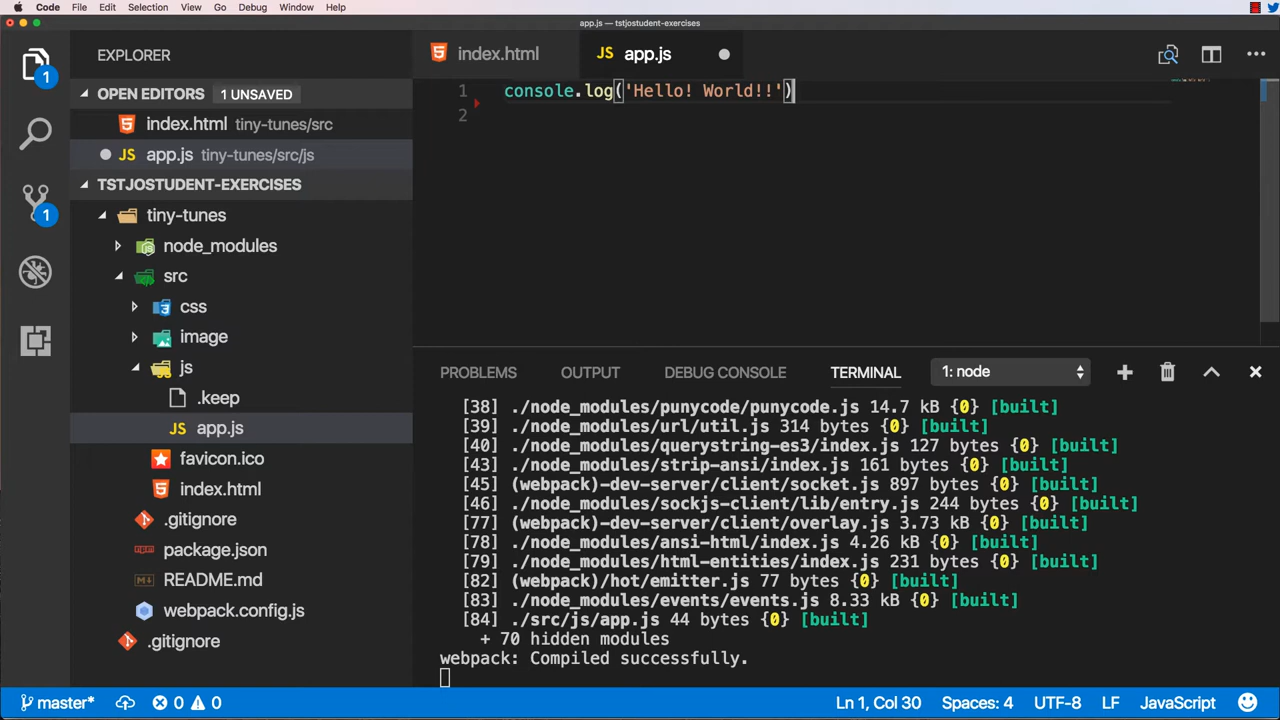 Code File Edit Selection View Go Debug Window Help
app.js — tstjostudent-exercises
EXPLORER
index.html
app.js
OPEN EDITORS 1 UNSAVED
index.html tiny-tunes/src
app.js tiny-tunes/src/js
TSTJOSTUDENT-EXERCISES
tiny-tunes
node_modules
src
css
image
js
.keep
app.js
favicon.ico
index.html
.gitignore
package.json
README.md
webpack.config.js
.gitignore
1 console.log('Hello! World!!')
2
PROBLEMS OUTPUT DEBUG CONSOLE TERMINAL 1: node
[38] ./node_modules/punycode/punycode.js 14.7 kB {0} [built]
[39] ./node_modules/url/util.js 314 bytes {0} [built]
[40] ./node_modules/querystring-es3/index.js 127 bytes {0} [built]
[43] ./node_modules/strip-ansi/index.js 161 bytes {0} [built]
[45] (webpack)-dev-server/client/socket.js 897 bytes {0} [built]
[46] ./node_modules/sockjs-client/lib/entry.js 244 bytes {0} [built]
[77] (webpack)-dev-server/client/overlay.js 3.73 kB {0} [built]
[78] ./node_modules/ansi-html/index.js 4.26 kB {0} [built]
[79] ./node_modules/html-entities/index.js 231 bytes {0} [built]
[82] (webpack)/hot/emitter.js 77 bytes {0} [built]
[83] ./node_modules/events/events.js 8.33 kB {0} [built]
[84] ./src/js/app.js 44 bytes {0} [built]
+ 70 hidden modules
webpack: Compiled successfully.
master* 0 0 Ln 1, Col 30 Spaces: 4 UTF-8 LF JavaScript